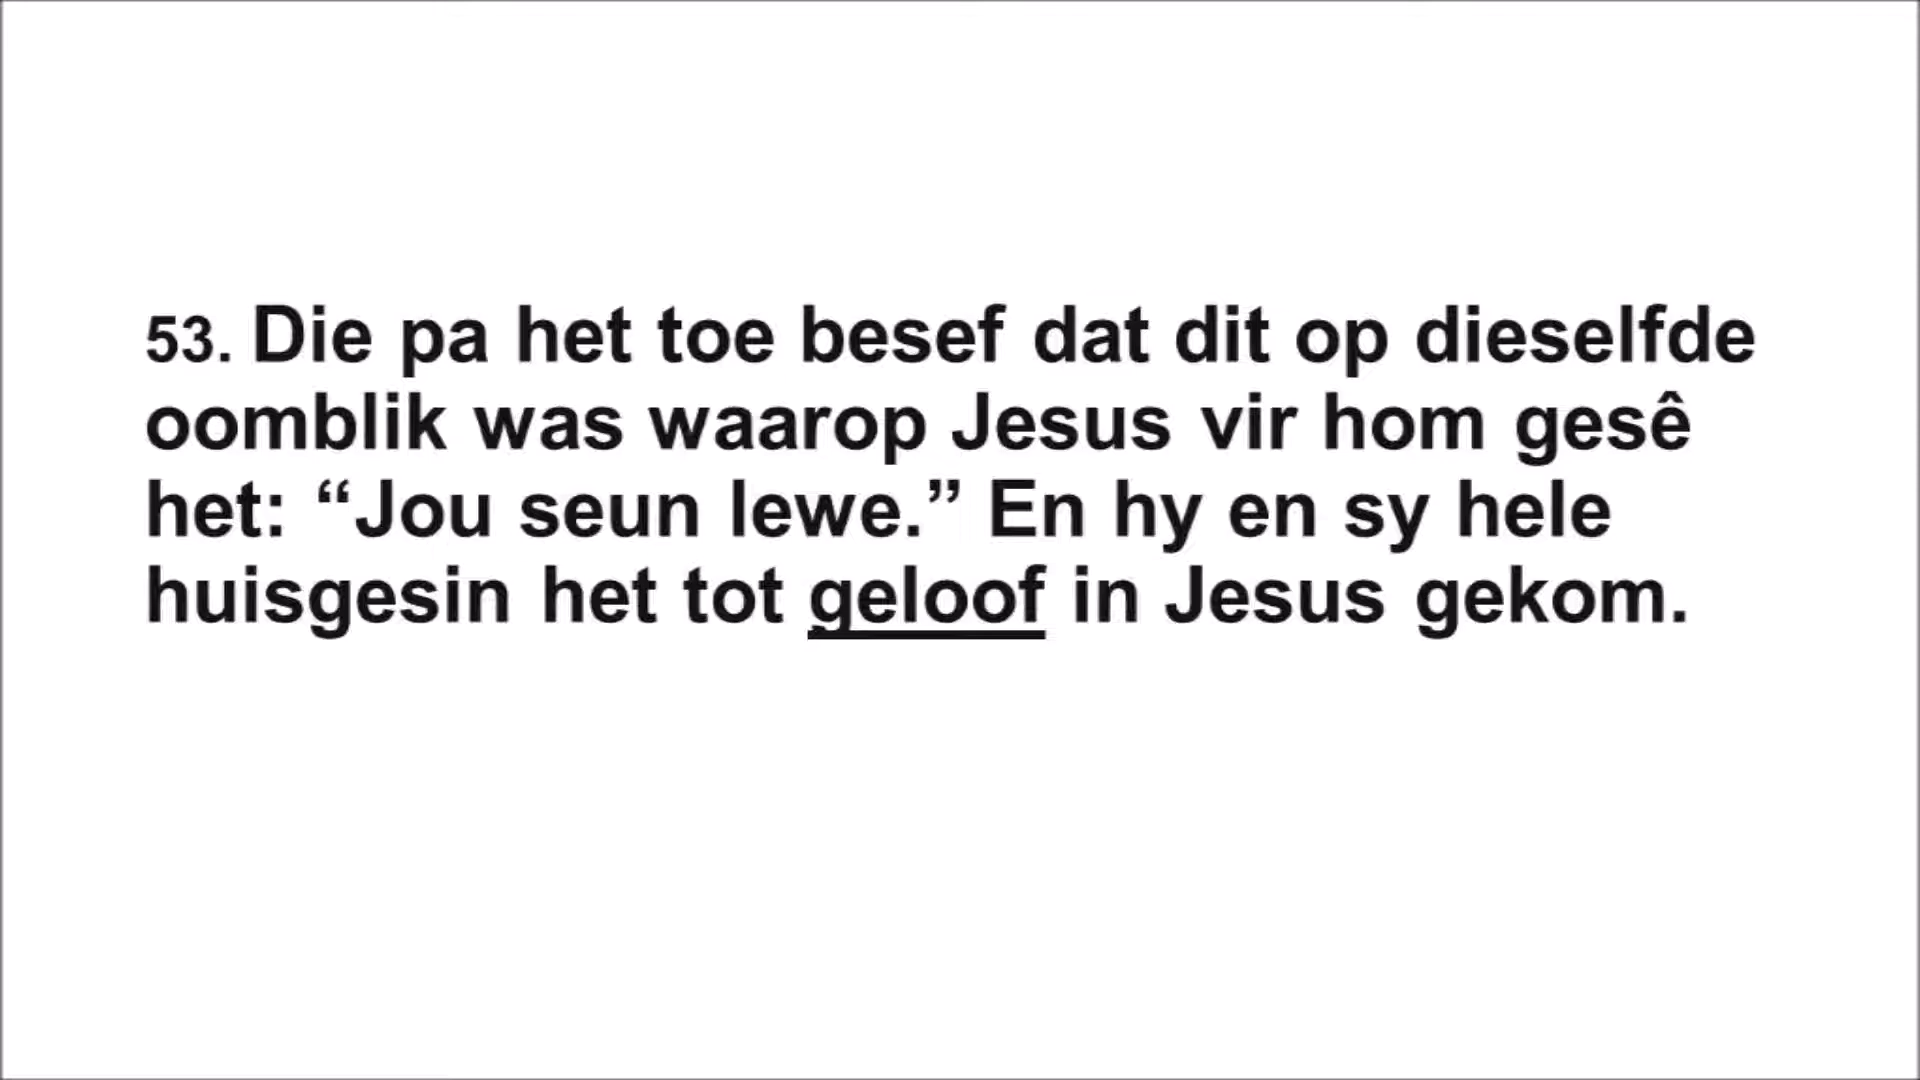 53. Die pa het toe besef dat dit op dieselfde
oomblik was waarop Jesus vir hom gesê
het: “Jou seun lewe.” En hy en sy hele
huisgesin het tot geloof in Jesus gekom.